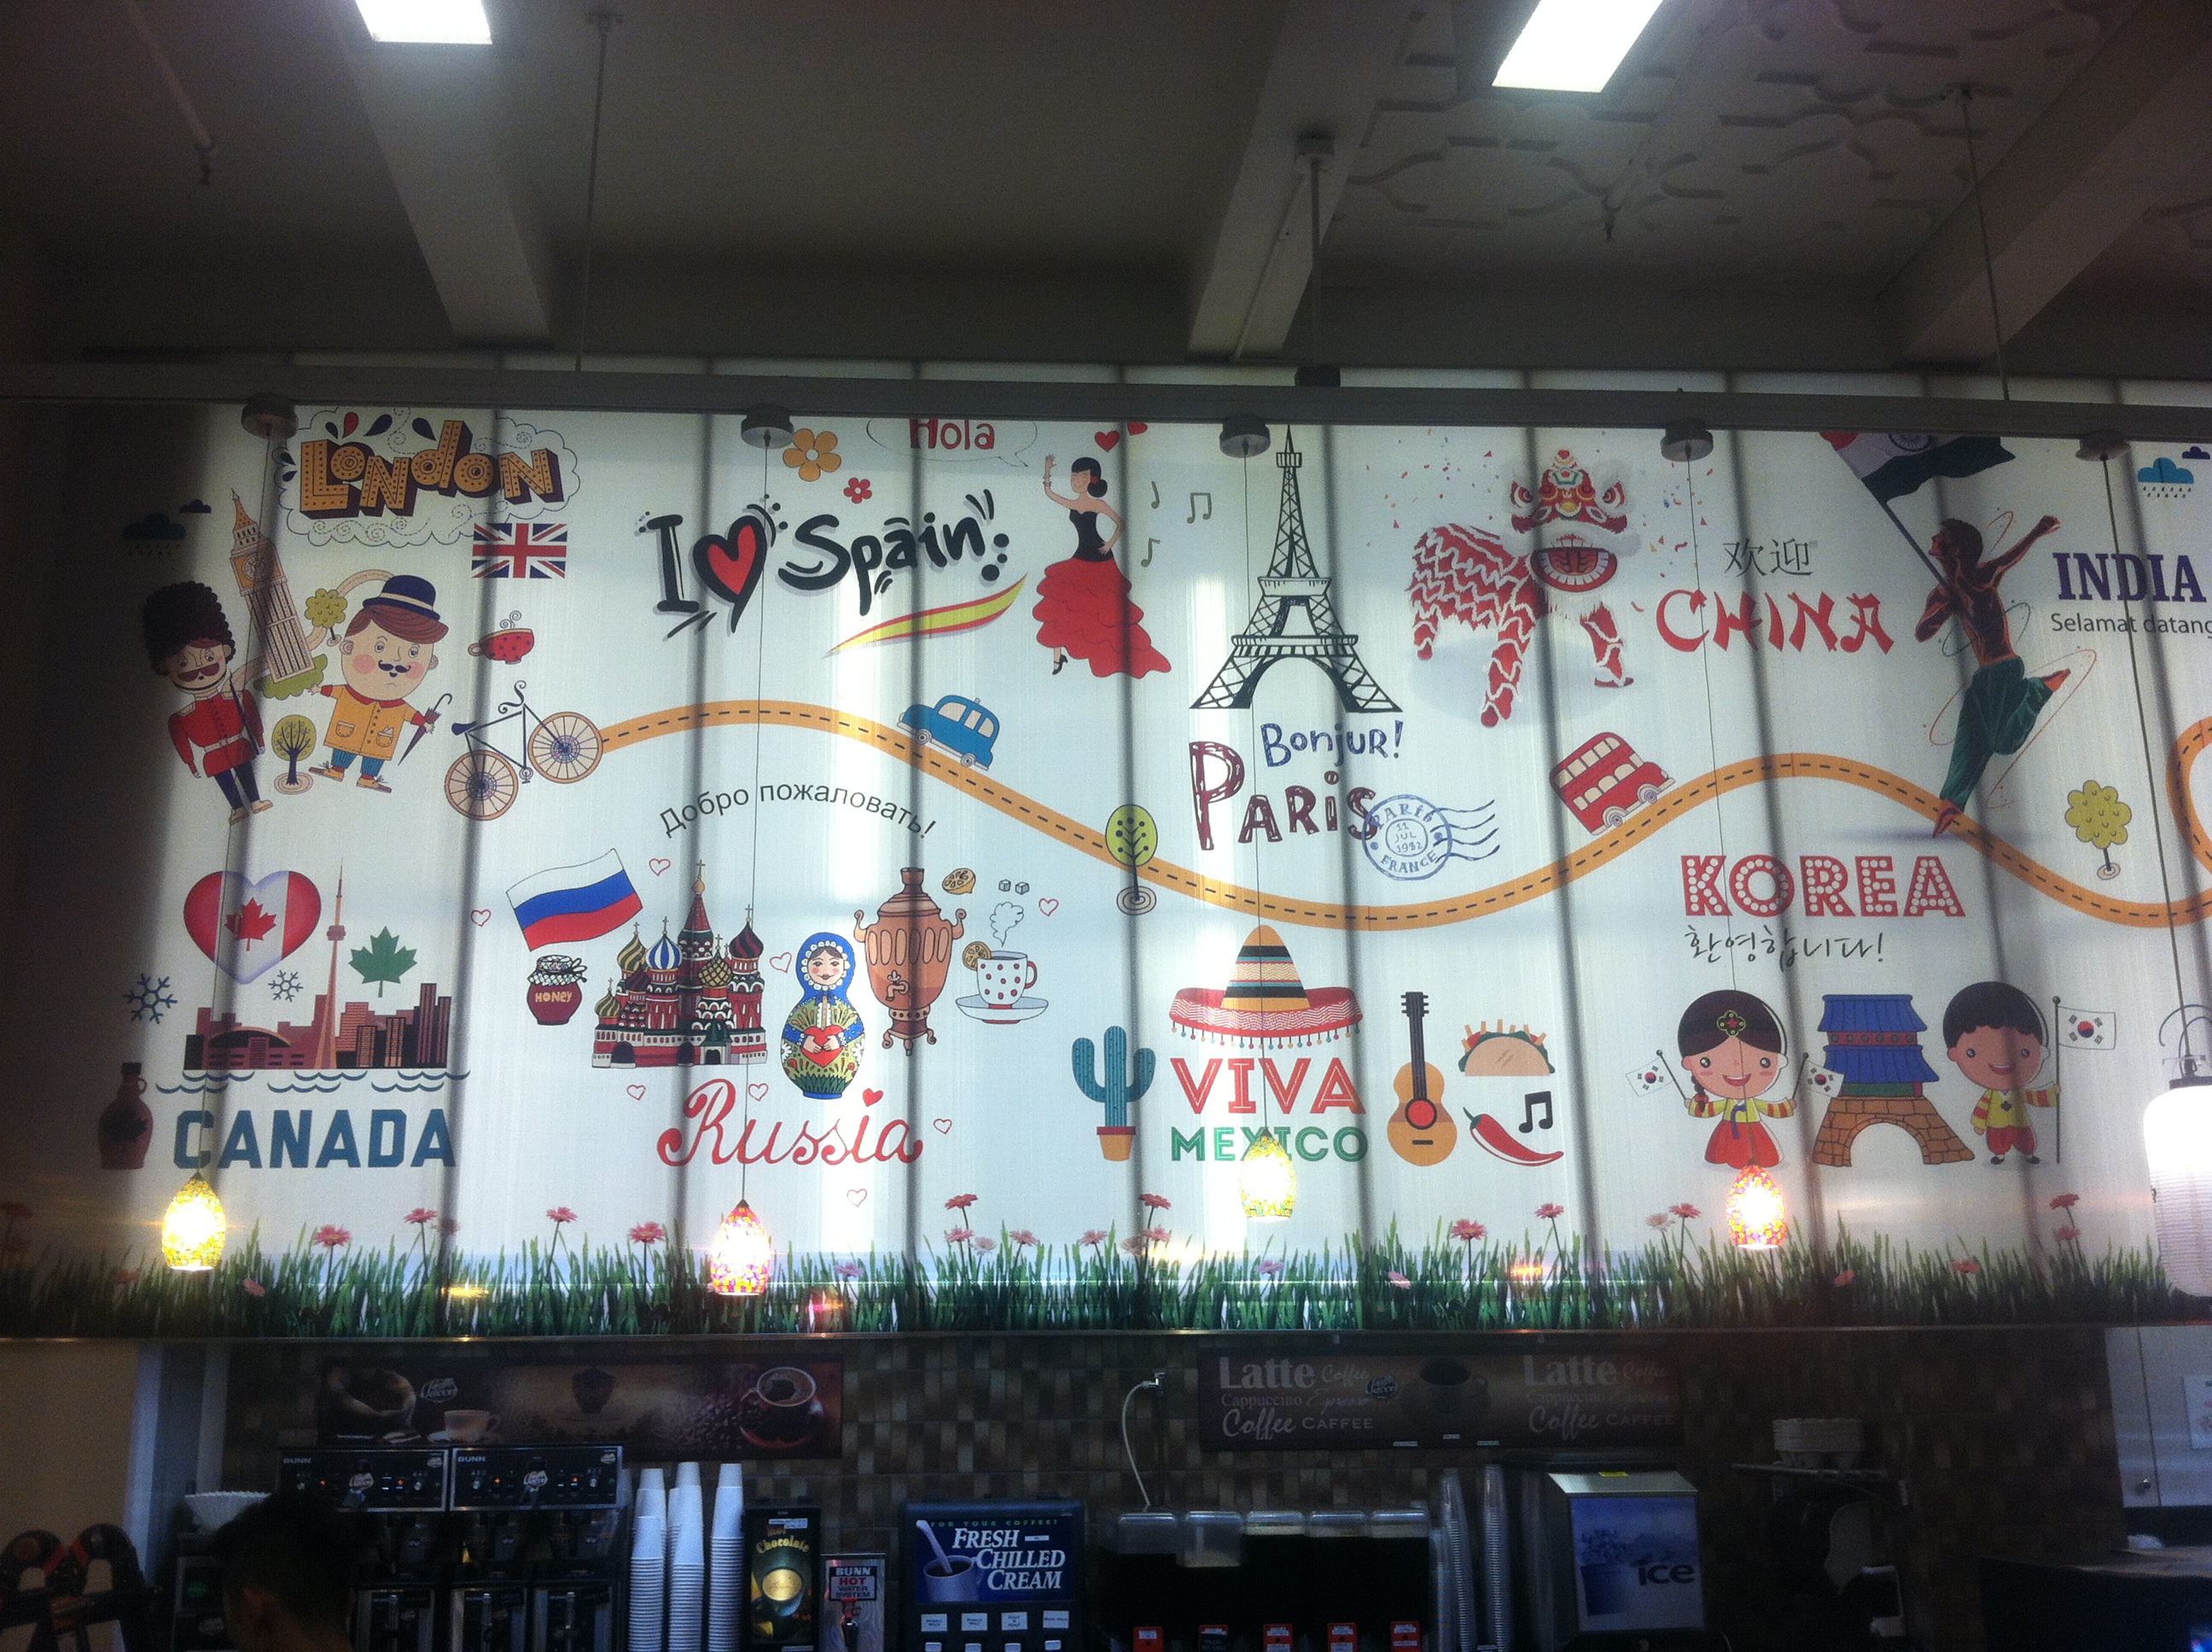 LONDON
Hola
I Spain
欢迎
CHINA
INDIA
Selamat datang
Bonjur!
PARIS
PARIS
11
JUL
1982
FRANCE
Добро пожаловать!
KOREA
환영합니다!
HONEY
CANADA
Russia
VIVA
MEXICO
Latte Coffee
Cappuccino Espresso
Coffee CAFFEE
Latte Coffee
Cappuccino Espresso
Coffee CAFFEE
BUNN
BUNN
Hot
Chocolate
BUNN
HOT
WATER
SYSTEM
FOR YOUR COFFEE!
FRESH
CHILLED
CREAM
ICE